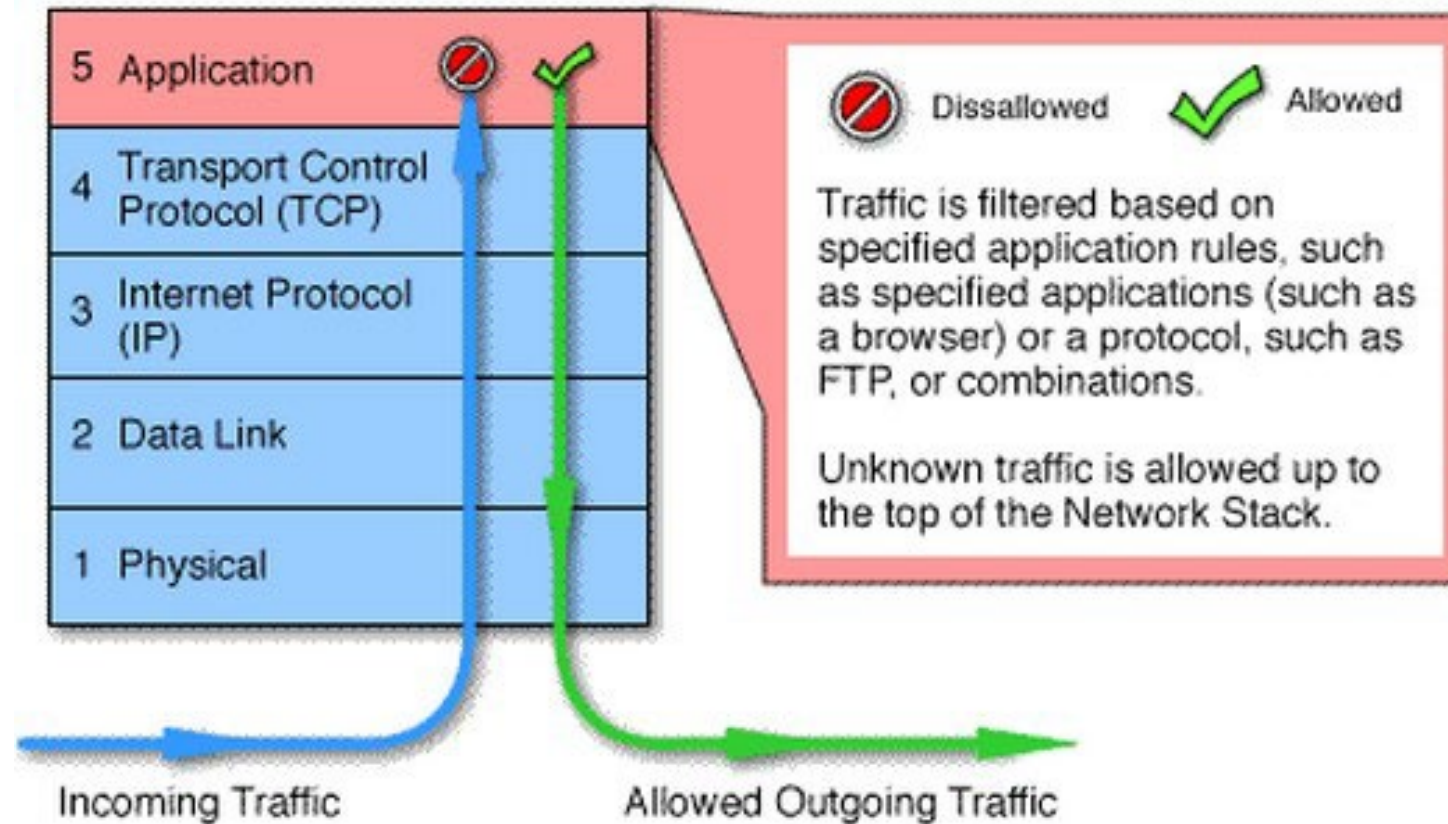 5 Application
4 Transport Control
Protocol (TCP)
3 Internet Protocol
(IP)
2 Data Link
1 Physical
Incoming Traffic
Allowed Outgoing Traffic
Dissallowed
Allowed
Traffic is filtered based on
specified application rules, such
as specified applications (such as
a browser) or a protocol, such as
FTP, or combinations.
Unknown traffic is allowed up to
the top of the Network Stack.